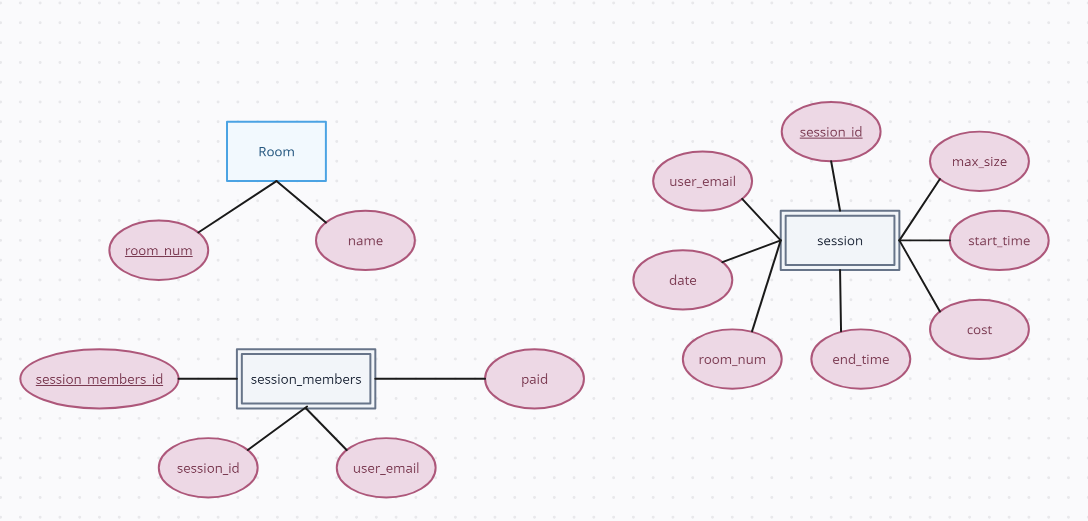 Room
room_num
name
session_members_id
session_members
paid
session_id
user_email
session_id
user_email
max_size
session
start_time
date
cost
room_num
end_time